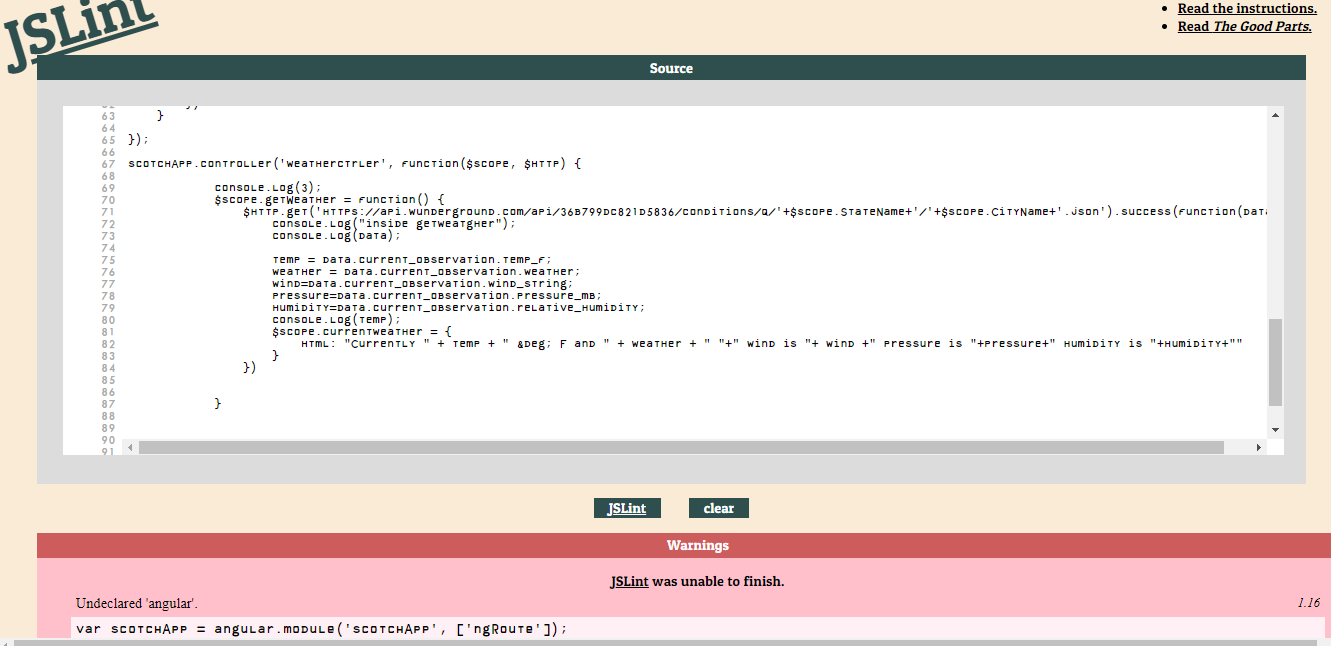 JSLint
Read the instructions.
Read The Good Parts.
Source
63 }
64
65 });
66
67 scotchApp.controller('weatherCtrler', function($scope, $http) {
68
69 console.log(3);
70 $scope.getWeather = function() {
71 $http.get('https://api.wunderground.com/api/36b799dc821d5836/conditions/q/'+$scope.StateName+'/'+$scope.CityName+'.json').success(function(dat
72 console.log("inside getweatgher");
73 console.log(data);
74
75 temp = data.current_observation.temp_f;
76 weather = data.current_observation.weather;
77 wind=data.current_observation.wind_string;
78 pressure=data.current_observation.pressure_mb;
79 humidity=data.current_observation.relative_humidity;
80 console.log(temp);
81 $scope.currentweather = {
82 html: "Currently " + temp + " &deg; F and " + weather + " "+" wind is "+ wind +" pressure is "+pressure+" humidity is "+humidity+""
83 }
84 })
85
86
87 }
88
89
90
91
JSLint clear
Warnings
JSLint was unable to finish.
Undeclared 'angular'. 1.16
var scotchApp = angular.module('scotchApp', ['ngRoute']);